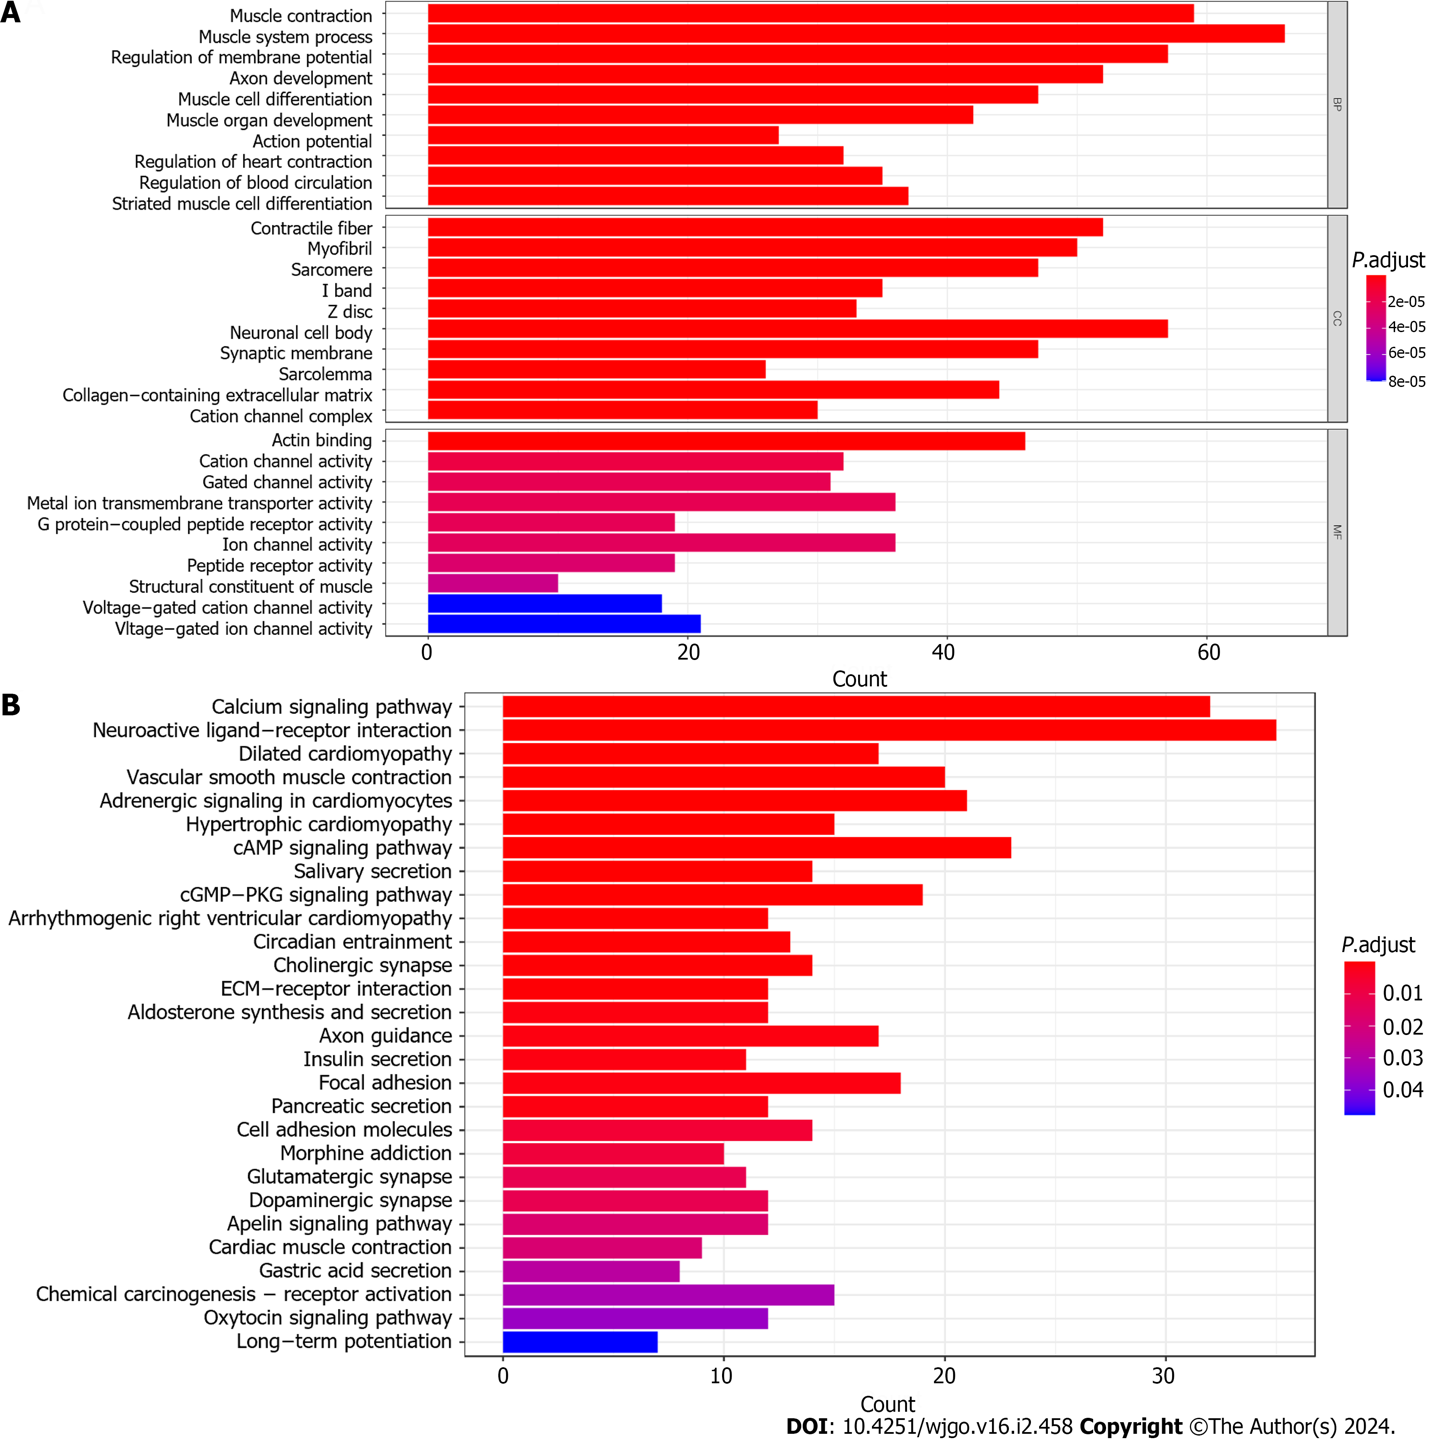 A
Muscle contraction
Muscle system process
Regulation of membrane potential
Axon development
Muscle cell differentiation
Muscle organ development
Action potential
Regulation of heart contraction
Regulation of blood circulation
Striated muscle cell differentiation
BP
Contractile fiber
Myofibril
Sarcomere
I band
Z disc
Neuronal cell body
Synaptic membrane
Sarcolemma
Collagen−containing extracellular matrix
Cation channel complex
CC
Actin binding
Cation channel activity
Gated channel activity
Metal ion transmembrane transporter activity
G protein−coupled peptide receptor activity
Ion channel activity
Peptide receptor activity
Structural constituent of muscle
Voltage−gated cation channel activity
Vltage−gated ion channel activity
MF
0 20 40 60
Count
P.adjust
2e-05
4e-05
6e-05
8e-05
B
Calcium signaling pathway
Neuroactive ligand−receptor interaction
Dilated cardiomyopathy
Vascular smooth muscle contraction
Adrenergic signaling in cardiomyocytes
Hypertrophic cardiomyopathy
cAMP signaling pathway
Salivary secretion
cGMP−PKG signaling pathway
Arrhythmogenic right ventricular cardiomyopathy
Circadian entrainment
Cholinergic synapse
ECM−receptor interaction
Aldosterone synthesis and secretion
Axon guidance
Insulin secretion
Focal adhesion
Pancreatic secretion
Cell adhesion molecules
Morphine addiction
Glutamatergic synapse
Dopaminergic synapse
Apelin signaling pathway
Cardiac muscle contraction
Gastric acid secretion
Chemical carcinogenesis − receptor activation
Oxytocin signaling pathway
Long−term potentiation
0 10 20 30
Count
P.adjust
0.01
0.02
0.03
0.04
DOI: 10.4251/wjgo.v16.i2.458 Copyright ©The Author(s) 2024.